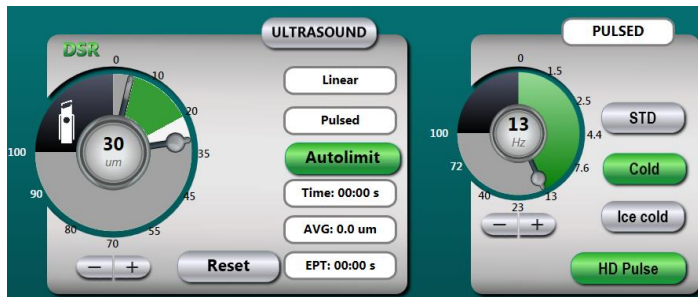 ULTRASOUND
DSR
0
10
20
35
45
55
70
80
90
100
30
um
Linear
Pulsed
Autolimit
Time: 00:00 s
AVG: 0.0 um
EPT: 00:00 s
− +
Reset
PULSED
0
1.5
2.5
4.4
7.6
13
23
40
72
100
13
Hz
− +
STD
Cold
Ice cold
HD Pulse